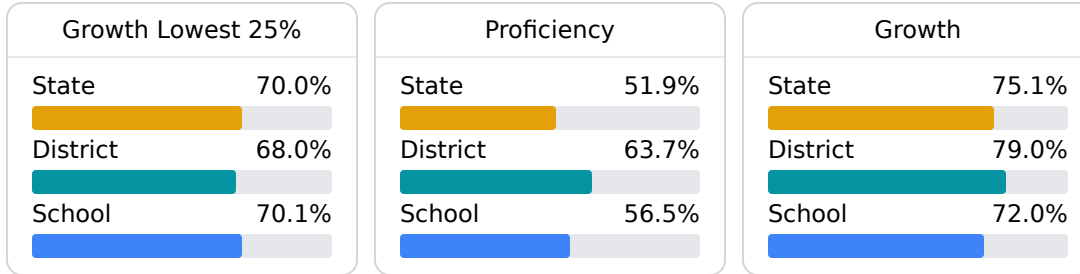 Growth Lowest 25%
State 70.0%
District 68.0%
School 70.1%
Proficiency
State 51.9%
District 63.7%
School 56.5%
Growth
State 75.1%
District 79.0%
School 72.0%